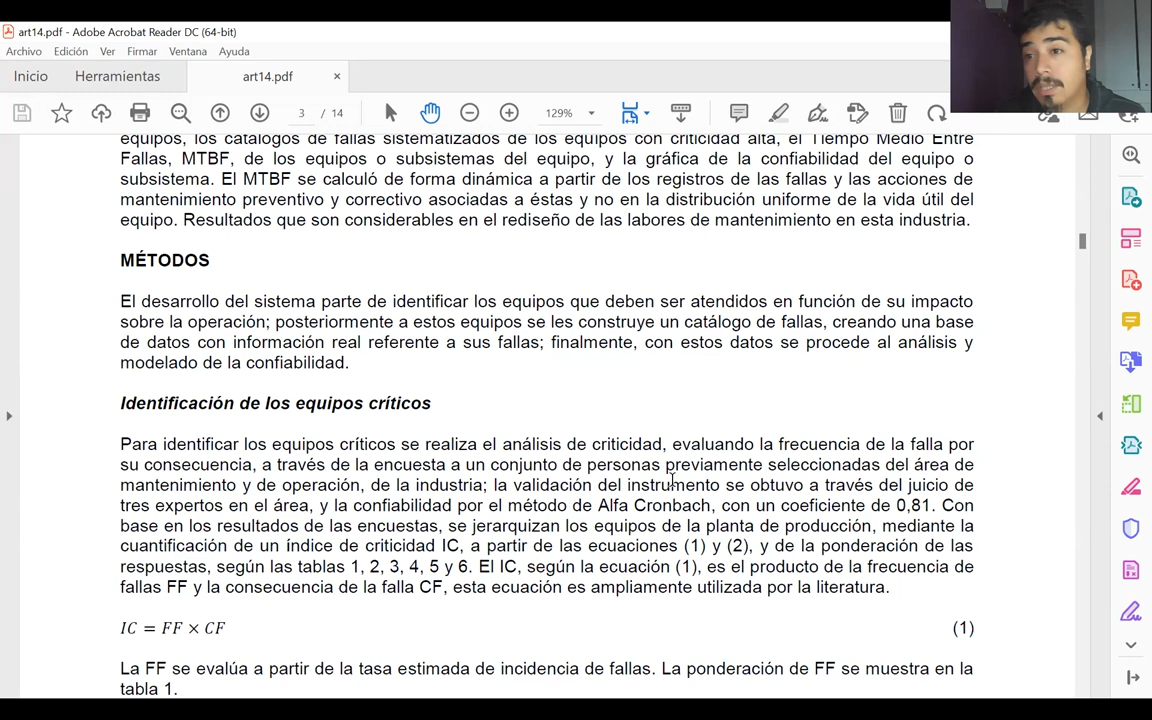 art14.pdf - Adobe Acrobat Reader DC (64-bit)
Archivo Edición Ver Firmar Ventana Ayuda
Inicio Herramientas art14.pdf ×
3 / 14 129%
equipos, los catálogos de fallas sistematizados de los equipos con criticidad alta, el Tiempo Medio Entre
Fallas, MTBF, de los equipos o subsistemas del equipo, y la gráfica de la confiabilidad del equipo o
subsistema. El MTBF se calculó de forma dinámica a partir de los registros de las fallas y las acciones de
mantenimiento preventivo y correctivo asociadas a éstas y no en la distribución uniforme de la vida útil del
equipo. Resultados que son considerables en el rediseño de las labores de mantenimiento en esta industria.
MÉTODOS
El desarrollo del sistema parte de identificar los equipos que deben ser atendidos en función de su impacto
sobre la operación; posteriormente a estos equipos se les construye un catálogo de fallas, creando una base
de datos con información real referente a sus fallas; finalmente, con estos datos se procede al análisis y
modelado de la confiabilidad.
Identificación de los equipos críticos
Para identificar los equipos críticos se realiza el análisis de criticidad, evaluando la frecuencia de la falla por
su consecuencia, a través de la encuesta a un conjunto de personas previamente seleccionadas del área de
mantenimiento y de operación, de la industria; la validación del instrumento se obtuvo a través del juicio de
tres expertos en el área, y la confiabilidad por el método de Alfa Cronbach, con un coeficiente de 0,81. Con
base en los resultados de las encuestas, se jerarquizan los equipos de la planta de producción, mediante la
cuantificación de un índice de criticidad IC, a partir de las ecuaciones (1) y (2), y de la ponderación de las
respuestas, según las tablas 1, 2, 3, 4, 5 y 6. El IC, según la ecuación (1), es el producto de la frecuencia de
fallas FF y la consecuencia de la falla CF, esta ecuación es ampliamente utilizada por la literatura.
IC = FF × CF (1)
La FF se evalúa a partir de la tasa estimada de incidencia de fallas. La ponderación de FF se muestra en la
tabla 1.